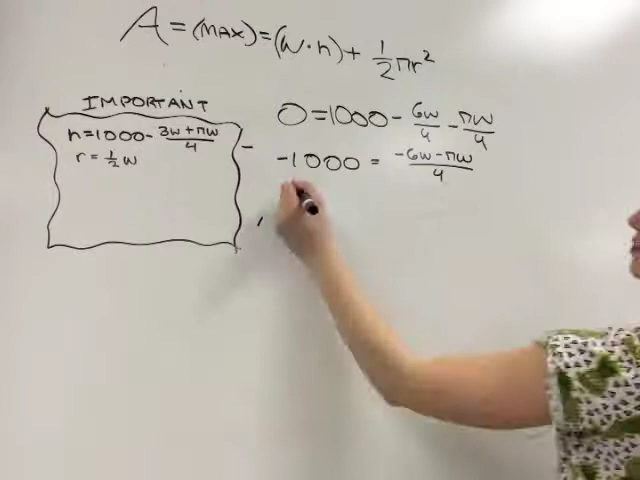 A = (MAX) = (W · h) + 1/2 πr²
IMPORTANT
h = 1000 - 3W + πW / 4
r = 1/2 W
0 = 1000 - 6W/4 - πW/4
-1000 = -6W - πW / 4